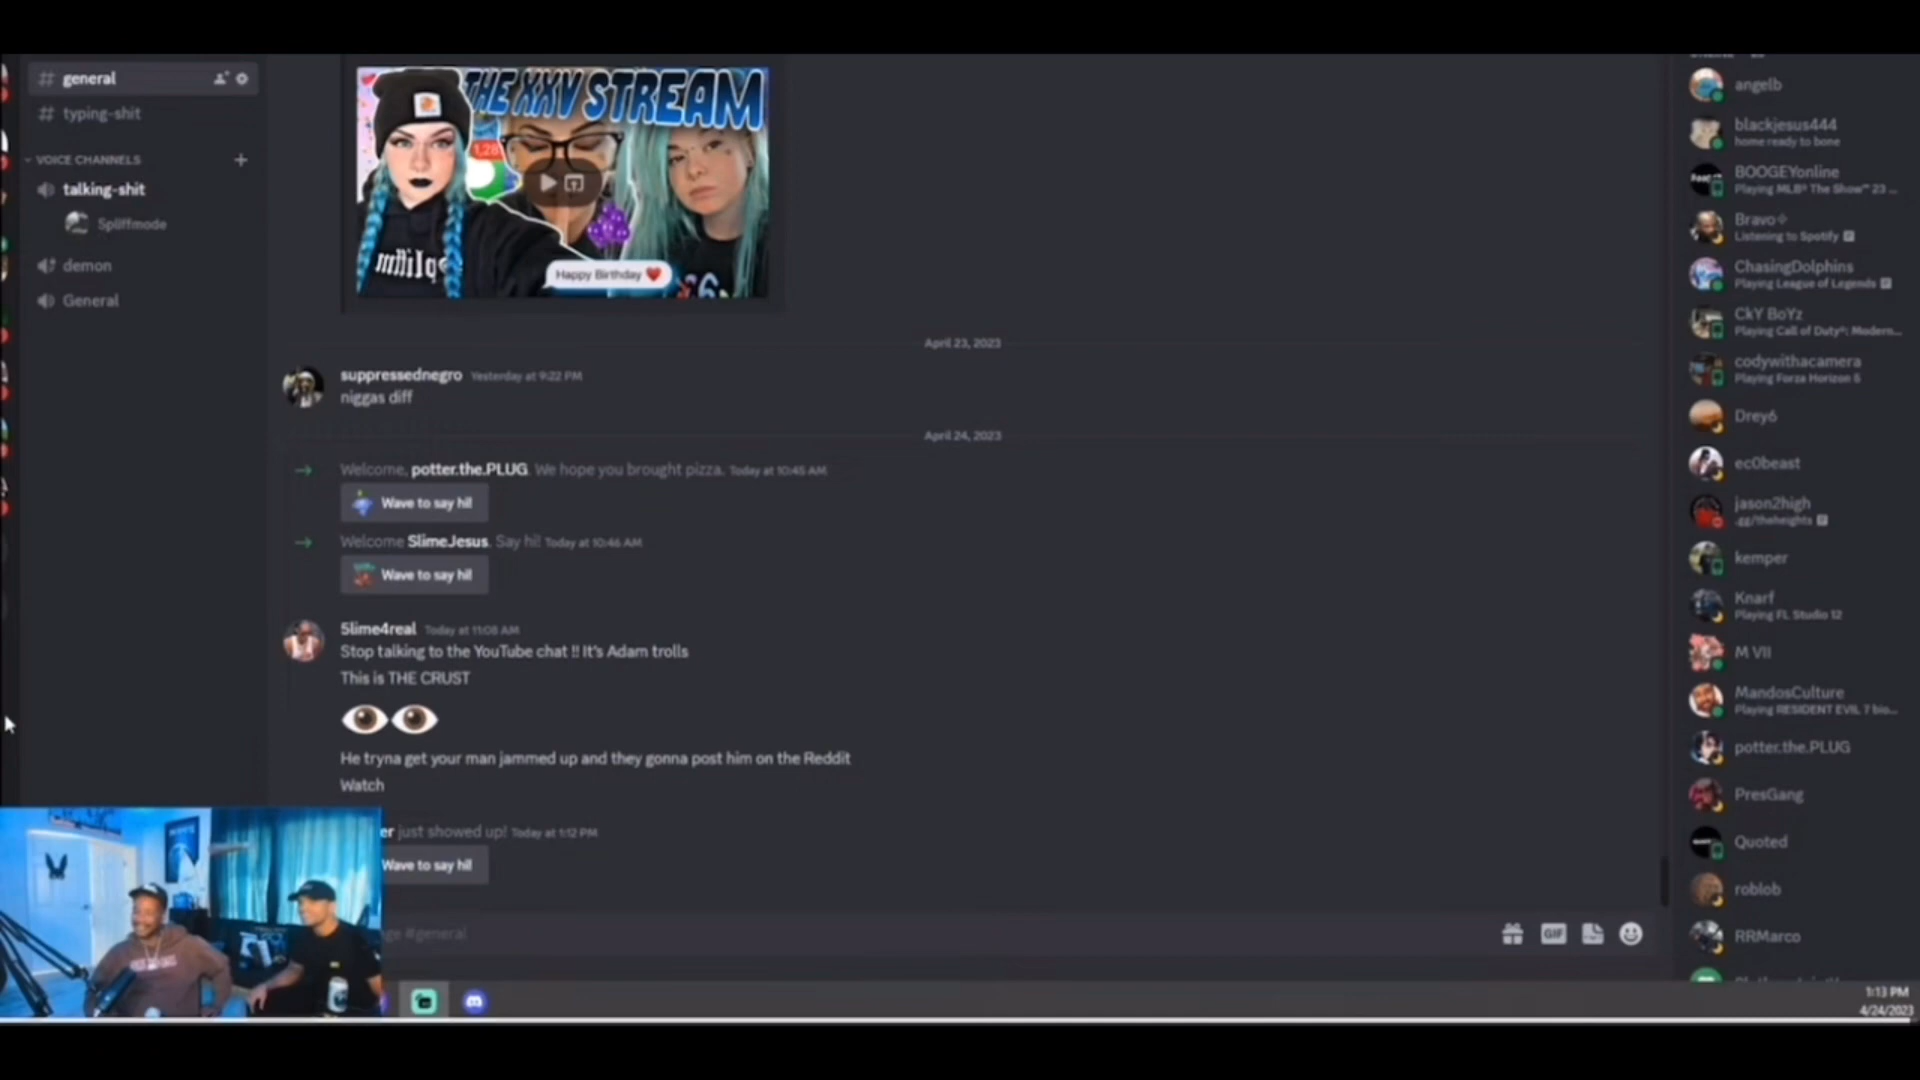 general
typing-shit
VOICE CHANNELS
talking-shit
Spliffmode
demon
General
THE XXV STREAM
1,28
Happy Birthday ❤️
April 23, 2023
suppressednegro Yesterday at 9:22 PM
niggas diff
April 24, 2023
Welcome, potter.the.PLUG. We hope you brought pizza. Today at 10:45 AM
Wave to say hi!
Welcome SlimeJesus. Say hi! Today at 10:46 AM
Wave to say hi!
5lime4real Today at 11:08 AM
Stop talking to the YouTube chat !! It's Adam trolls
This is THE CRUST
He tryna get your man jammed up and they gonna post him on the Reddit
Watch
er just showed up! Today at 1:12 PM
Wave to say hi!
ge #general
GIF
angelb
blackjesus444
home ready to bone
BOOGEYonline
Playing MLB® The Show™ 23 ...
Bravo
Listening to Spotify
ChasingDolphins
Playing League of Legends
CkY BoYz
Playing Call of Duty®: Modern...
codywithacamera
Playing Forza Horizon 5
Drey6
ec0beast
jason2high
.gg/theheights
kemper
Knarf
Playing FL Studio 12
M VII
MandosCulture
Playing RESIDENT EVIL 7 bio...
potter.the.PLUG
PresGang
Quoted
roblob
RRMarco
1:13 PM
4/24/2023